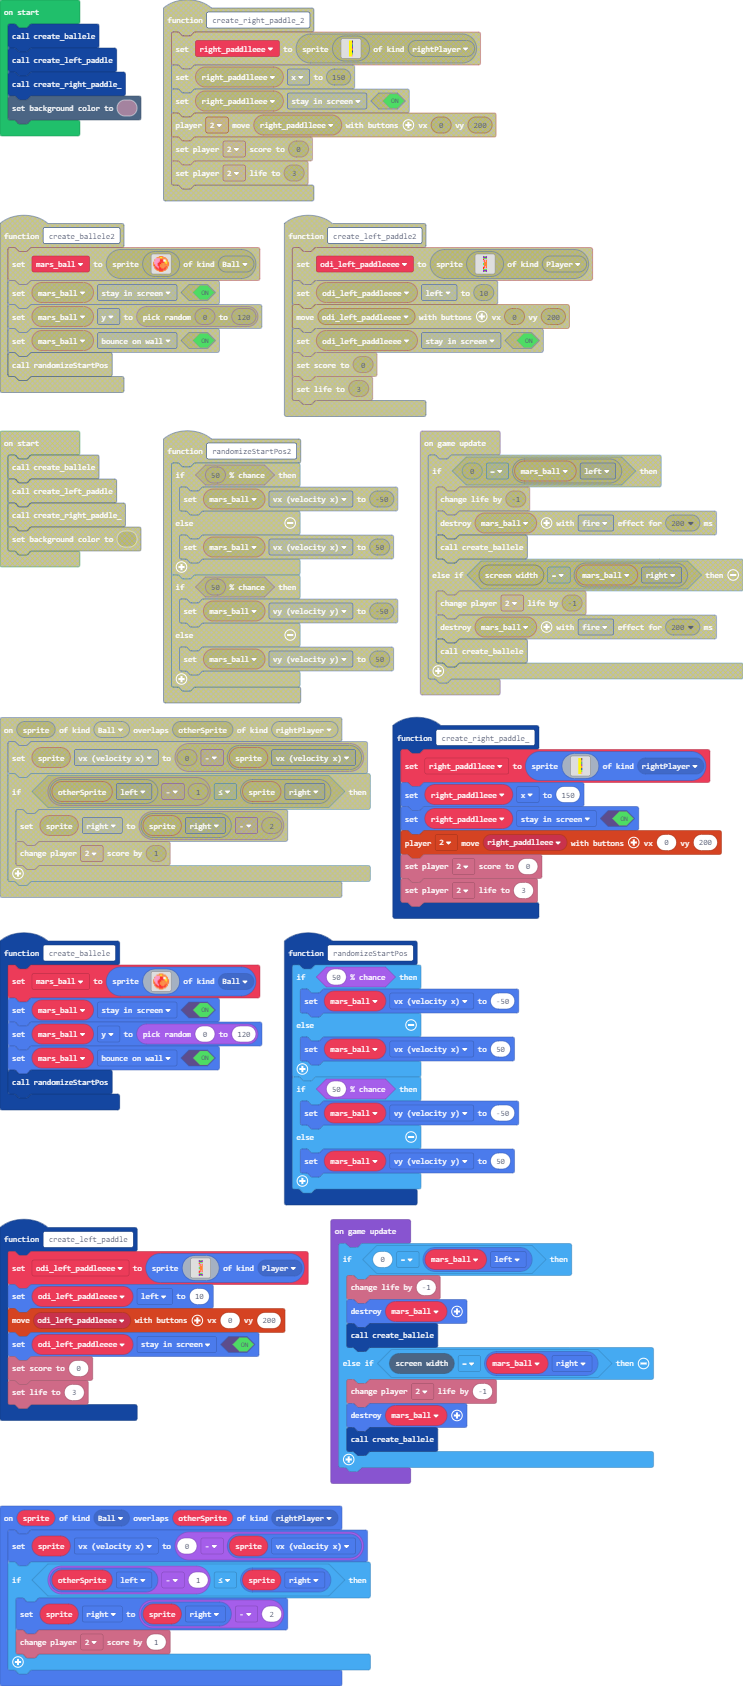 on start
call create_ballele
call create_left_paddle
call create_right_paddle_
set background color to
function create_right_paddle_2
set right_paddlleee to sprite of kind rightPlayer
set right_paddlleee x to 150
set right_paddlleee stay in screen ON
player 2 move right_paddlleee with buttons vx 0 vy 200
set player 2 score to 0
set player 2 life to 3
function create_ballele2
set mars_ball to sprite of kind Ball
set mars_ball stay in screen ON
set mars_ball y to pick random 0 to 120
set mars_ball bounce on wall ON
call randomizeStartPos
function create_left_paddle2
set odi_left_paddleeeee to sprite of kind Player
set odi_left_paddleeeee left to 10
move odi_left_paddleeeee with buttons vx 0 vy 200
set odi_left_paddleeeee stay in screen ON
set score to 0
set life to 3
on start
call create_ballele
call create_left_paddle
call create_right_paddle_
set background color to
function randomizeStartPos2
if 50 % chance then
set mars_ball vx (velocity x) to -50
else
set mars_ball vx (velocity x) to 50
if 50 % chance then
set mars_ball vy (velocity y) to -50
else
set mars_ball vy (velocity y) to 50
on game update
if 0 = mars_ball left then
change life by -1
destroy mars_ball with fire effect for 200 ms
call create_ballele
else if screen width = mars_ball right then
change player 2 life by -1
destroy mars_ball with fire effect for 200 ms
call create_ballele
on sprite of kind Ball overlaps otherSprite of kind rightPlayer
set sprite vx (velocity x) to 0 - sprite vx (velocity x)
if otherSprite left - 1 ≤ sprite right then
set sprite right to sprite right - 2
change player 2 score by 1
function create_right_paddle_
set right_paddlleee to sprite of kind rightPlayer
set right_paddlleee x to 150
set right_paddlleee stay in screen ON
player 2 move right_paddlleee with buttons vx 0 vy 200
set player 2 score to 0
set player 2 life to 3
function create_ballele
set mars_ball to sprite of kind Ball
set mars_ball stay in screen ON
set mars_ball y to pick random 0 to 120
set mars_ball bounce on wall ON
call randomizeStartPos
function randomizeStartPos
if 50 % chance then
set mars_ball vx (velocity x) to -50
else
set mars_ball vx (velocity x) to 50
if 50 % chance then
set mars_ball vy (velocity y) to -50
else
set mars_ball vy (velocity y) to 50
function create_left_paddle
set odi_left_paddleeeee to sprite of kind Player
set odi_left_paddleeeee left to 10
move odi_left_paddleeeee with buttons vx 0 vy 200
set odi_left_paddleeeee stay in screen ON
set score to 0
set life to 3
on game update
if 0 = mars_ball left then
change life by -1
destroy mars_ball
call create_ballele
else if screen width = mars_ball right then
change player 2 life by -1
destroy mars_ball
call create_ballele
on sprite of kind Ball overlaps otherSprite of kind rightPlayer
set sprite vx (velocity x) to 0 - sprite vx (velocity x)
if otherSprite left - 1 ≤ sprite right then
set sprite right to sprite right - 2
change player 2 score by 1